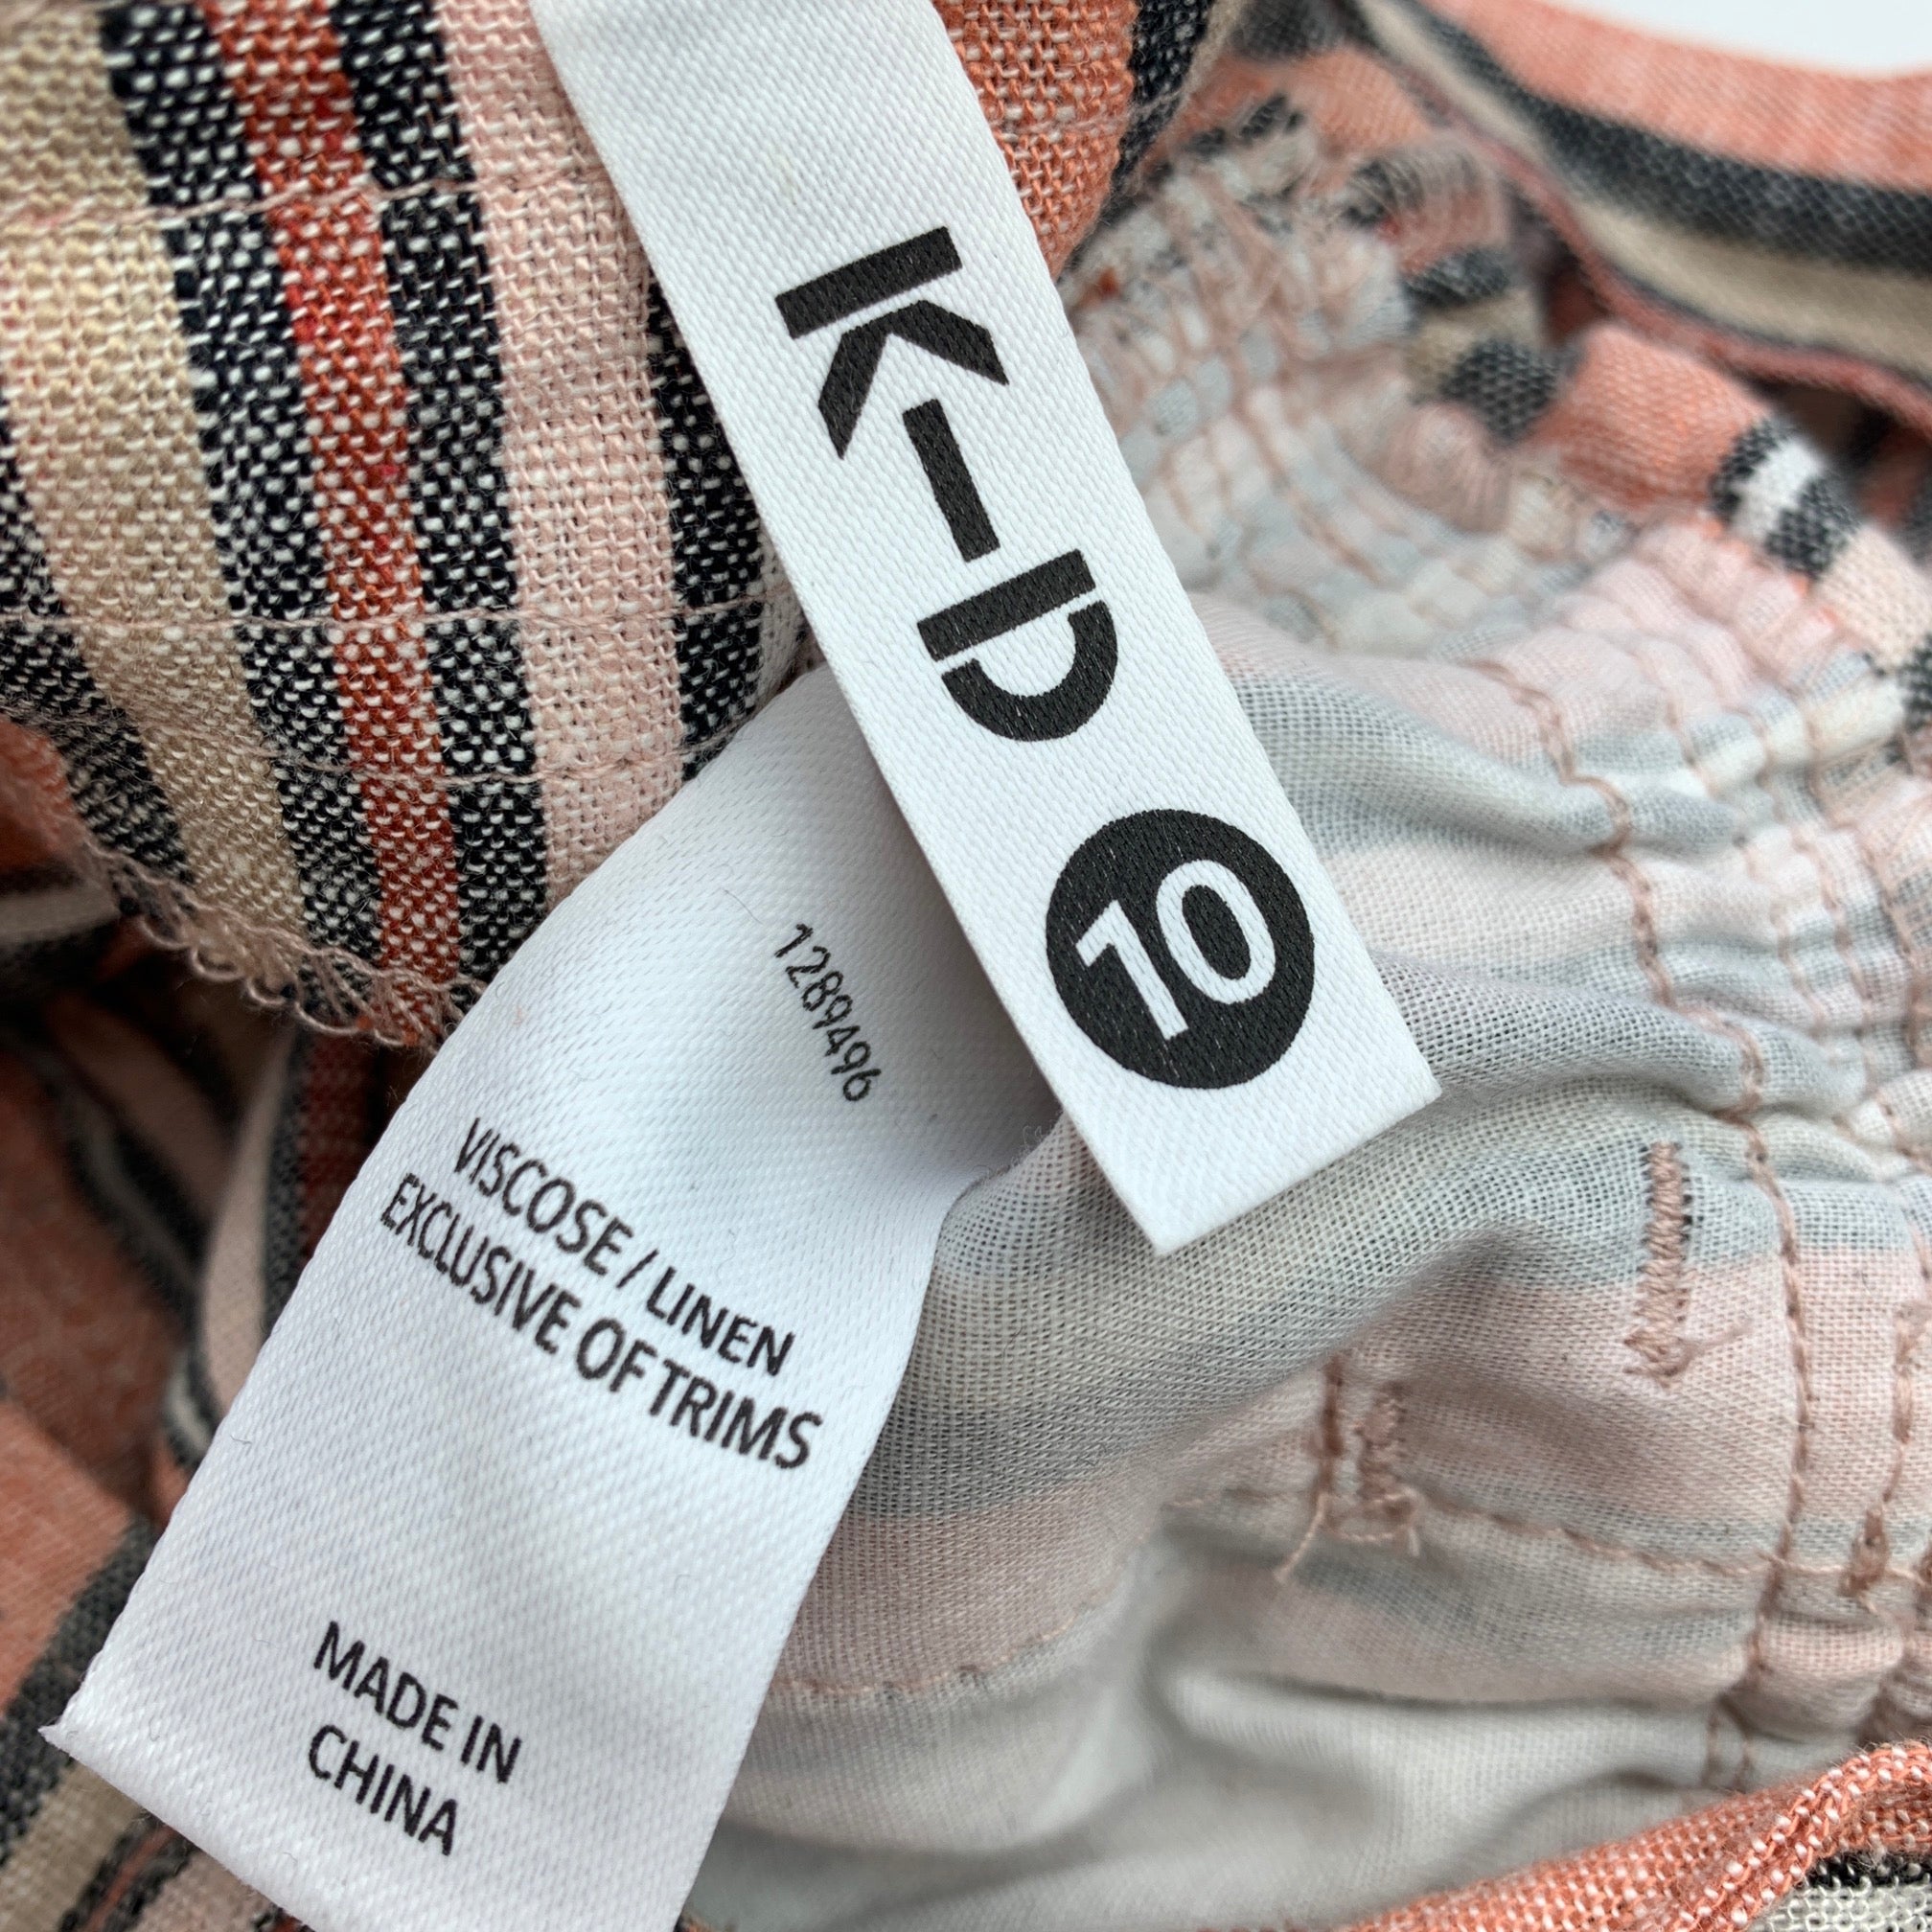 K-D
10
1289496
VISCOSE / LINEN
EXCLUSIVE OF TRIMS
MADE IN
CHINA